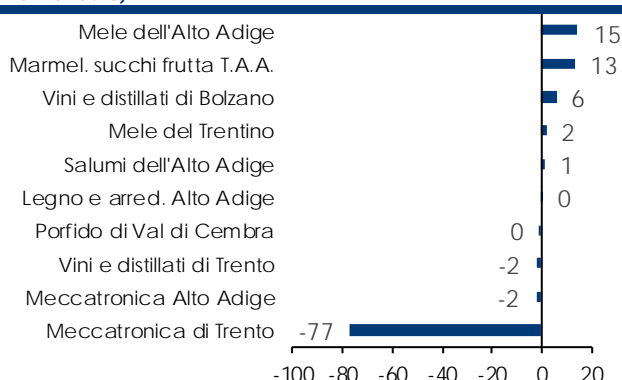 Mele dell'Alto Adige 15
Marmel. succhi frutta T.A.A. 13
Vini e distillati di Bolzano 6
Mele del Trentino 2
Salumi dell'Alto Adige 1
Legno e arred. Alto Adige 0
Porfido di Val di Cembra 0
Vini e distillati di Trento -2
Meccatronica Alto Adige -2
Meccatronica di Trento -77
-100 -80 -60 -40 -20 0 20